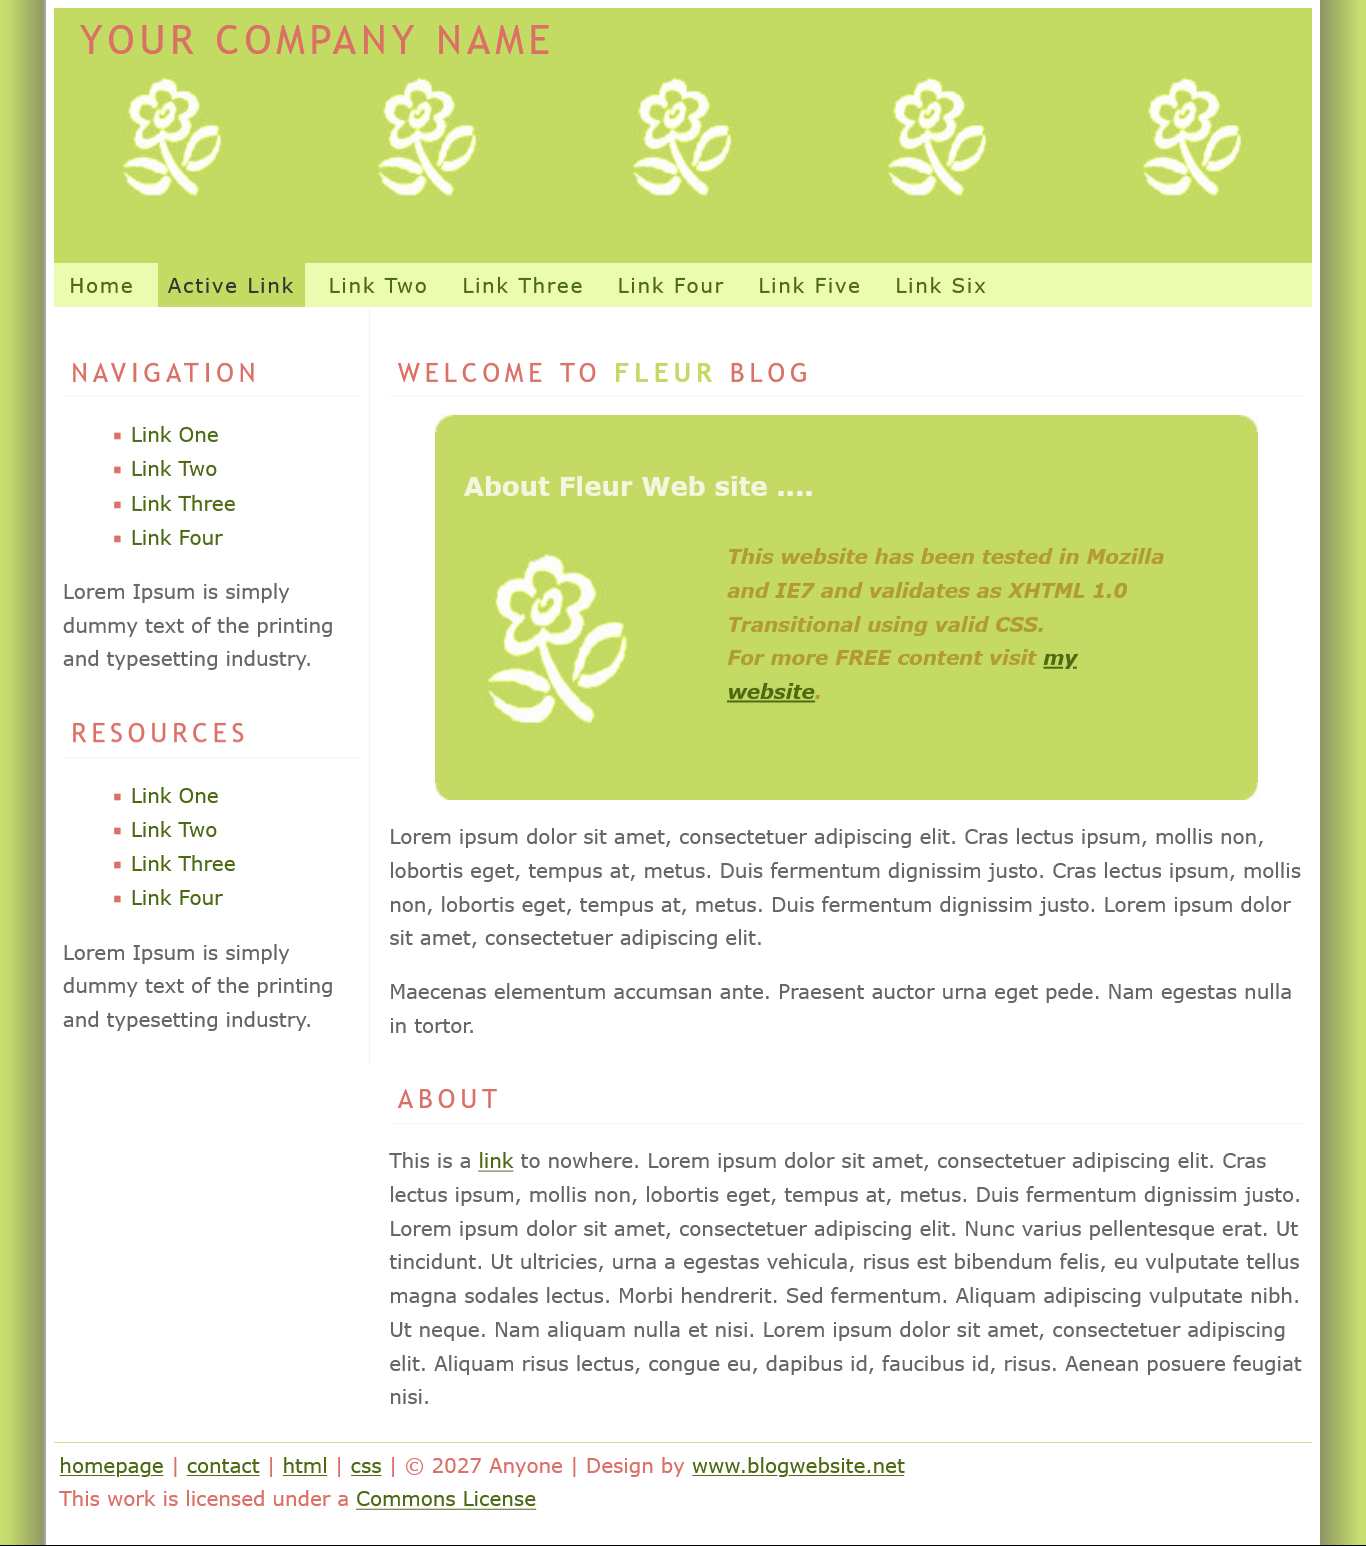 YOUR COMPANY NAME
Home Active Link Link Two Link Three Link Four Link Five Link Six
NAVIGATION
Link One
Link Two
Link Three
Link Four
Lorem Ipsum is simply
dummy text of the printing
and typesetting industry.
RESOURCES
Link One
Link Two
Link Three
Link Four
Lorem Ipsum is simply
dummy text of the printing
and typesetting industry.
WELCOME TO FLEUR BLOG
About Fleur Web site ....
This website has been tested in Mozilla
and IE7 and validates as XHTML 1.0
Transitional using valid CSS.
For more FREE content visit my
website.
Lorem ipsum dolor sit amet, consectetuer adipiscing elit. Cras lectus ipsum, mollis non,
lobortis eget, tempus at, metus. Duis fermentum dignissim justo. Cras lectus ipsum, mollis
non, lobortis eget, tempus at, metus. Duis fermentum dignissim justo. Lorem ipsum dolor
sit amet, consectetuer adipiscing elit.
Maecenas elementum accumsan ante. Praesent auctor urna eget pede. Nam egestas nulla
in tortor.
ABOUT
This is a link to nowhere. Lorem ipsum dolor sit amet, consectetuer adipiscing elit. Cras
lectus ipsum, mollis non, lobortis eget, tempus at, metus. Duis fermentum dignissim justo.
Lorem ipsum dolor sit amet, consectetuer adipiscing elit. Nunc varius pellentesque erat. Ut
tincidunt. Ut ultricies, urna a egestas vehicula, risus est bibendum felis, eu vulputate tellus
magna sodales lectus. Morbi hendrerit. Sed fermentum. Aliquam adipiscing vulputate nibh.
Ut neque. Nam aliquam nulla et nisi. Lorem ipsum dolor sit amet, consectetuer adipiscing
elit. Aliquam risus lectus, congue eu, dapibus id, faucibus id, risus. Aenean posuere feugiat
nisi.
homepage | contact | html | css | © 2027 Anyone | Design by www.blogwebsite.net
This work is licensed under a Commons License